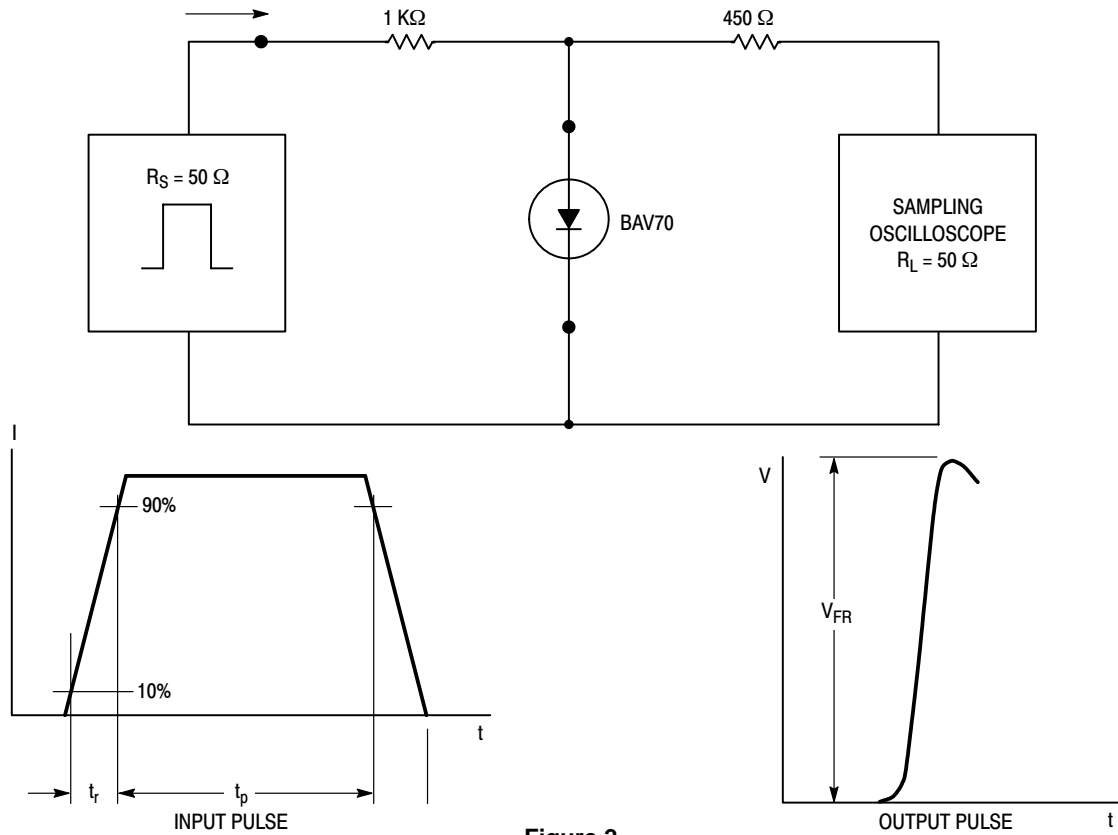 1 KΩ
450 Ω
R_S = 50 Ω
BAV70
SAMPLING
OSCILLOSCOPE
R_L = 50 Ω
I
90%
10%
t
t_r
t_p
INPUT PULSE
V
V_FR
t
OUTPUT PULSE